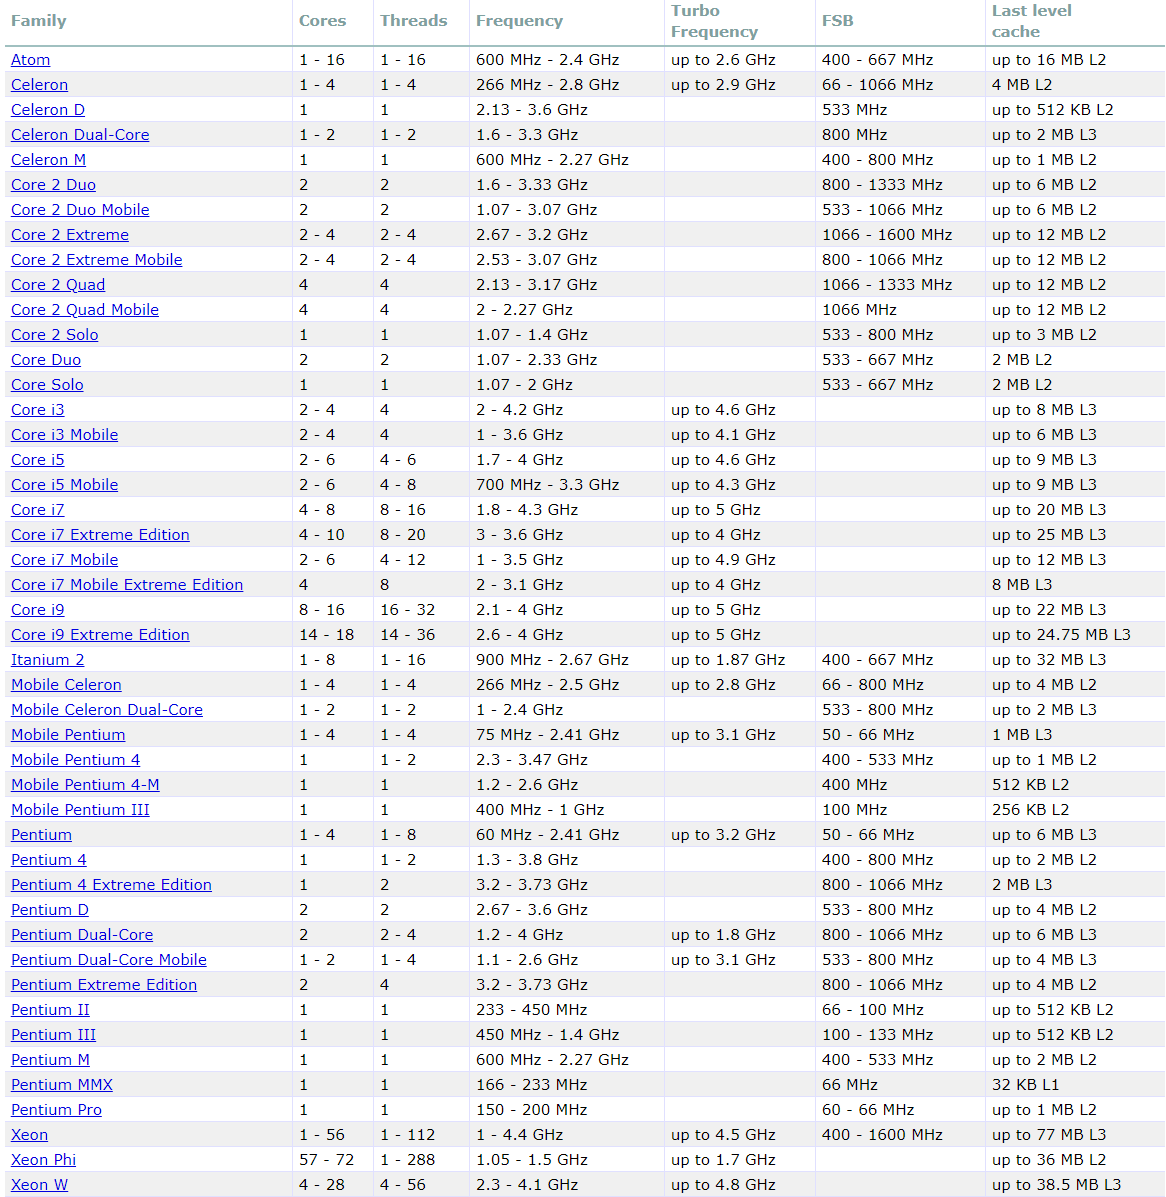 Family Cores Threads Frequency Turbo Frequency FSB Last level cache
Atom 1 - 16 1 - 16 600 MHz - 2.4 GHz up to 2.6 GHz 400 - 667 MHz up to 16 MB L2
Celeron 1 - 4 1 - 4 266 MHz - 2.8 GHz up to 2.9 GHz 66 - 1066 MHz 4 MB L2
Celeron D 1 1 2.13 - 3.6 GHz 533 MHz up to 512 KB L2
Celeron Dual-Core 1 - 2 1 - 2 1.6 - 3.3 GHz 800 MHz up to 2 MB L3
Celeron M 1 1 600 MHz - 2.27 GHz 400 - 800 MHz up to 1 MB L2
Core 2 Duo 2 2 1.6 - 3.33 GHz 800 - 1333 MHz up to 6 MB L2
Core 2 Duo Mobile 2 2 1.07 - 3.07 GHz 533 - 1066 MHz up to 6 MB L2
Core 2 Extreme 2 - 4 2 - 4 2.67 - 3.2 GHz 1066 - 1600 MHz up to 12 MB L2
Core 2 Extreme Mobile 2 - 4 2 - 4 2.53 - 3.07 GHz 800 - 1066 MHz up to 12 MB L2
Core 2 Quad 4 4 2.13 - 3.17 GHz 1066 - 1333 MHz up to 12 MB L2
Core 2 Quad Mobile 4 4 2 - 2.27 GHz 1066 MHz up to 12 MB L2
Core 2 Solo 1 1 1.07 - 1.4 GHz 533 - 800 MHz up to 3 MB L2
Core Duo 2 2 1.07 - 2.33 GHz 533 - 667 MHz 2 MB L2
Core Solo 1 1 1.07 - 2 GHz 533 - 667 MHz 2 MB L2
Core i3 2 - 4 4 2 - 4.2 GHz up to 4.6 GHz up to 8 MB L3
Core i3 Mobile 2 - 4 4 1 - 3.6 GHz up to 4.1 GHz up to 6 MB L3
Core i5 2 - 6 4 - 6 1.7 - 4 GHz up to 4.6 GHz up to 9 MB L3
Core i5 Mobile 2 - 6 4 - 8 700 MHz - 3.3 GHz up to 4.3 GHz up to 9 MB L3
Core i7 4 - 8 8 - 16 1.8 - 4.3 GHz up to 5 GHz up to 20 MB L3
Core i7 Extreme Edition 4 - 10 8 - 20 3 - 3.6 GHz up to 4 GHz up to 25 MB L3
Core i7 Mobile 2 - 6 4 - 12 1 - 3.5 GHz up to 4.9 GHz up to 12 MB L3
Core i7 Mobile Extreme Edition 4 8 2 - 3.1 GHz up to 4 GHz 8 MB L3
Core i9 8 - 16 16 - 32 2.1 - 4 GHz up to 5 GHz up to 22 MB L3
Core i9 Extreme Edition 14 - 18 14 - 36 2.6 - 4 GHz up to 5 GHz up to 24.75 MB L3
Itanium 2 1 - 8 1 - 16 900 MHz - 2.67 GHz up to 1.87 GHz 400 - 667 MHz up to 32 MB L3
Mobile Celeron 1 - 4 1 - 4 266 MHz - 2.5 GHz up to 2.8 GHz 66 - 800 MHz up to 4 MB L2
Mobile Celeron Dual-Core 1 - 2 1 - 2 1 - 2.4 GHz 533 - 800 MHz up to 2 MB L3
Mobile Pentium 1 - 4 1 - 4 75 MHz - 2.41 GHz up to 3.1 GHz 50 - 66 MHz 1 MB L3
Mobile Pentium 4 1 1 - 2 2.3 - 3.47 GHz 400 - 533 MHz up to 1 MB L2
Mobile Pentium 4-M 1 1 1.2 - 2.6 GHz 400 MHz 512 KB L2
Mobile Pentium III 1 1 400 MHz - 1 GHz 100 MHz 256 KB L2
Pentium 1 - 4 1 - 8 60 MHz - 2.41 GHz up to 3.2 GHz 50 - 66 MHz up to 6 MB L3
Pentium 4 1 1 - 2 1.3 - 3.8 GHz 400 - 800 MHz up to 2 MB L2
Pentium 4 Extreme Edition 1 2 3.2 - 3.73 GHz 800 - 1066 MHz 2 MB L3
Pentium D 2 2 2.67 - 3.6 GHz 533 - 800 MHz up to 4 MB L2
Pentium Dual-Core 2 2 - 4 1.2 - 4 GHz up to 1.8 GHz 800 - 1066 MHz up to 6 MB L3
Pentium Dual-Core Mobile 1 - 2 1 - 4 1.1 - 2.6 GHz up to 3.1 GHz 533 - 800 MHz up to 4 MB L3
Pentium Extreme Edition 2 4 3.2 - 3.73 GHz 800 - 1066 MHz up to 4 MB L2
Pentium II 1 1 233 - 450 MHz 66 - 100 MHz up to 512 KB L2
Pentium III 1 1 450 MHz - 1.4 GHz 100 - 133 MHz up to 512 KB L2
Pentium M 1 1 600 MHz - 2.27 GHz 400 - 533 MHz up to 2 MB L2
Pentium MMX 1 1 166 - 233 MHz 66 MHz 32 KB L1
Pentium Pro 1 1 150 - 200 MHz 60 - 66 MHz up to 1 MB L2
Xeon 1 - 56 1 - 112 1 - 4.4 GHz up to 4.5 GHz 400 - 1600 MHz up to 77 MB L3
Xeon Phi 57 - 72 1 - 288 1.05 - 1.5 GHz up to 1.7 GHz up to 36 MB L2
Xeon W 4 - 28 4 - 56 2.3 - 4.1 GHz up to 4.8 GHz up to 38.5 MB L3